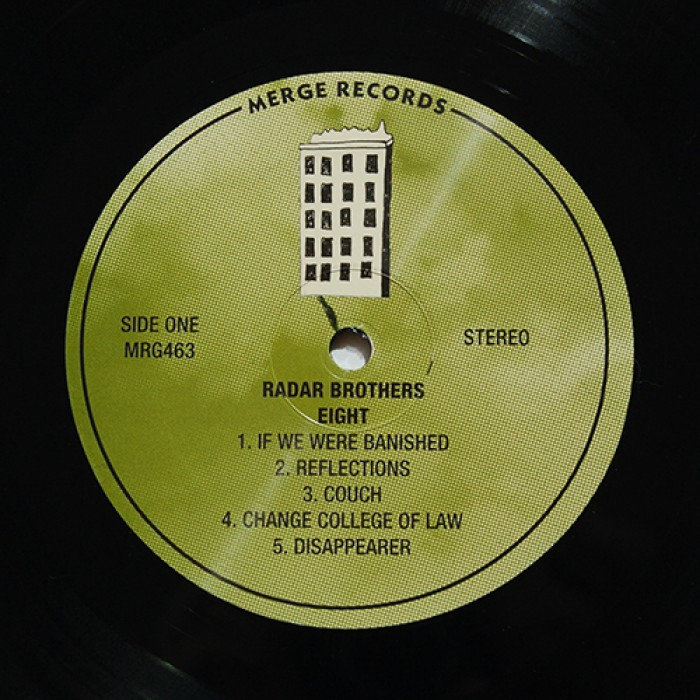 MERGE RECORDS
SIDE ONE
MRG463
STEREO
RADAR BROTHERS
EIGHT
1. IF WE WERE BANISHED
2. REFLECTIONS
3. COUCH
4. CHANGE COLLEGE OF LAW
5. DISAPPEARER